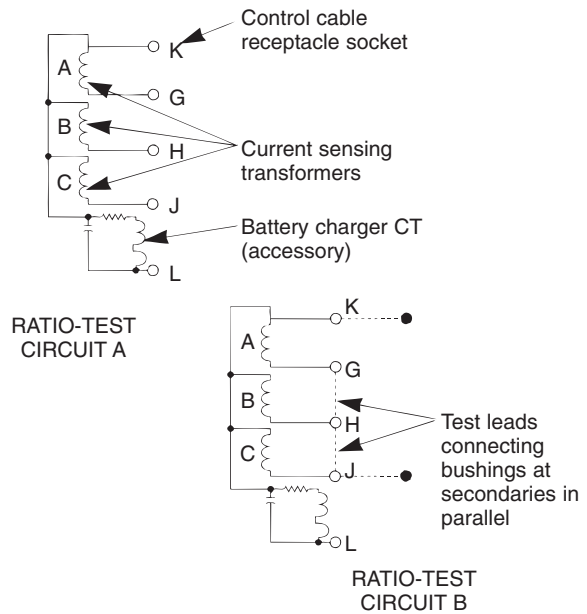 Control cable
receptacle socket
K
A
G
B
H
Current sensing
transformers
C
J
Battery charger CT
(accessory)
L
RATIO-TEST
CIRCUIT A
K
A
G
B
H
Test leads
connecting
bushings at
secondaries in
parallel
C
J
L
RATIO-TEST
CIRCUIT B